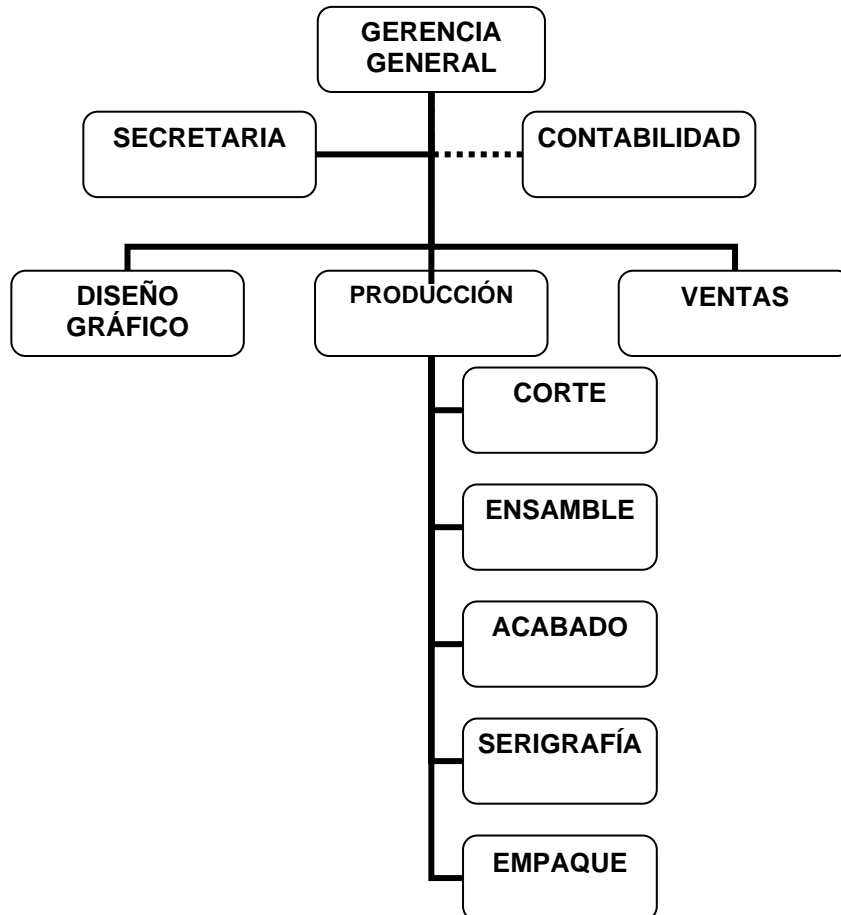 GERENCIA
GENERAL
SECRETARIA
CONTABILIDAD
DISEÑO
GRÁFICO
PRODUCCIÓN
VENTAS
CORTE
ENSAMBLE
ACABADO
SERIGRAFÍA
EMPAQUE